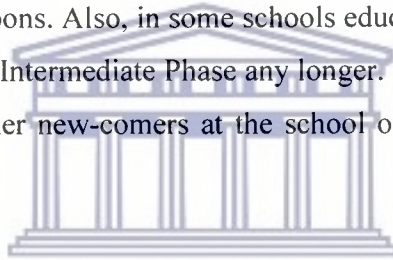 ons. Also, in some schools educ
Intermediate Phase any longer.
er new-comers at the school o